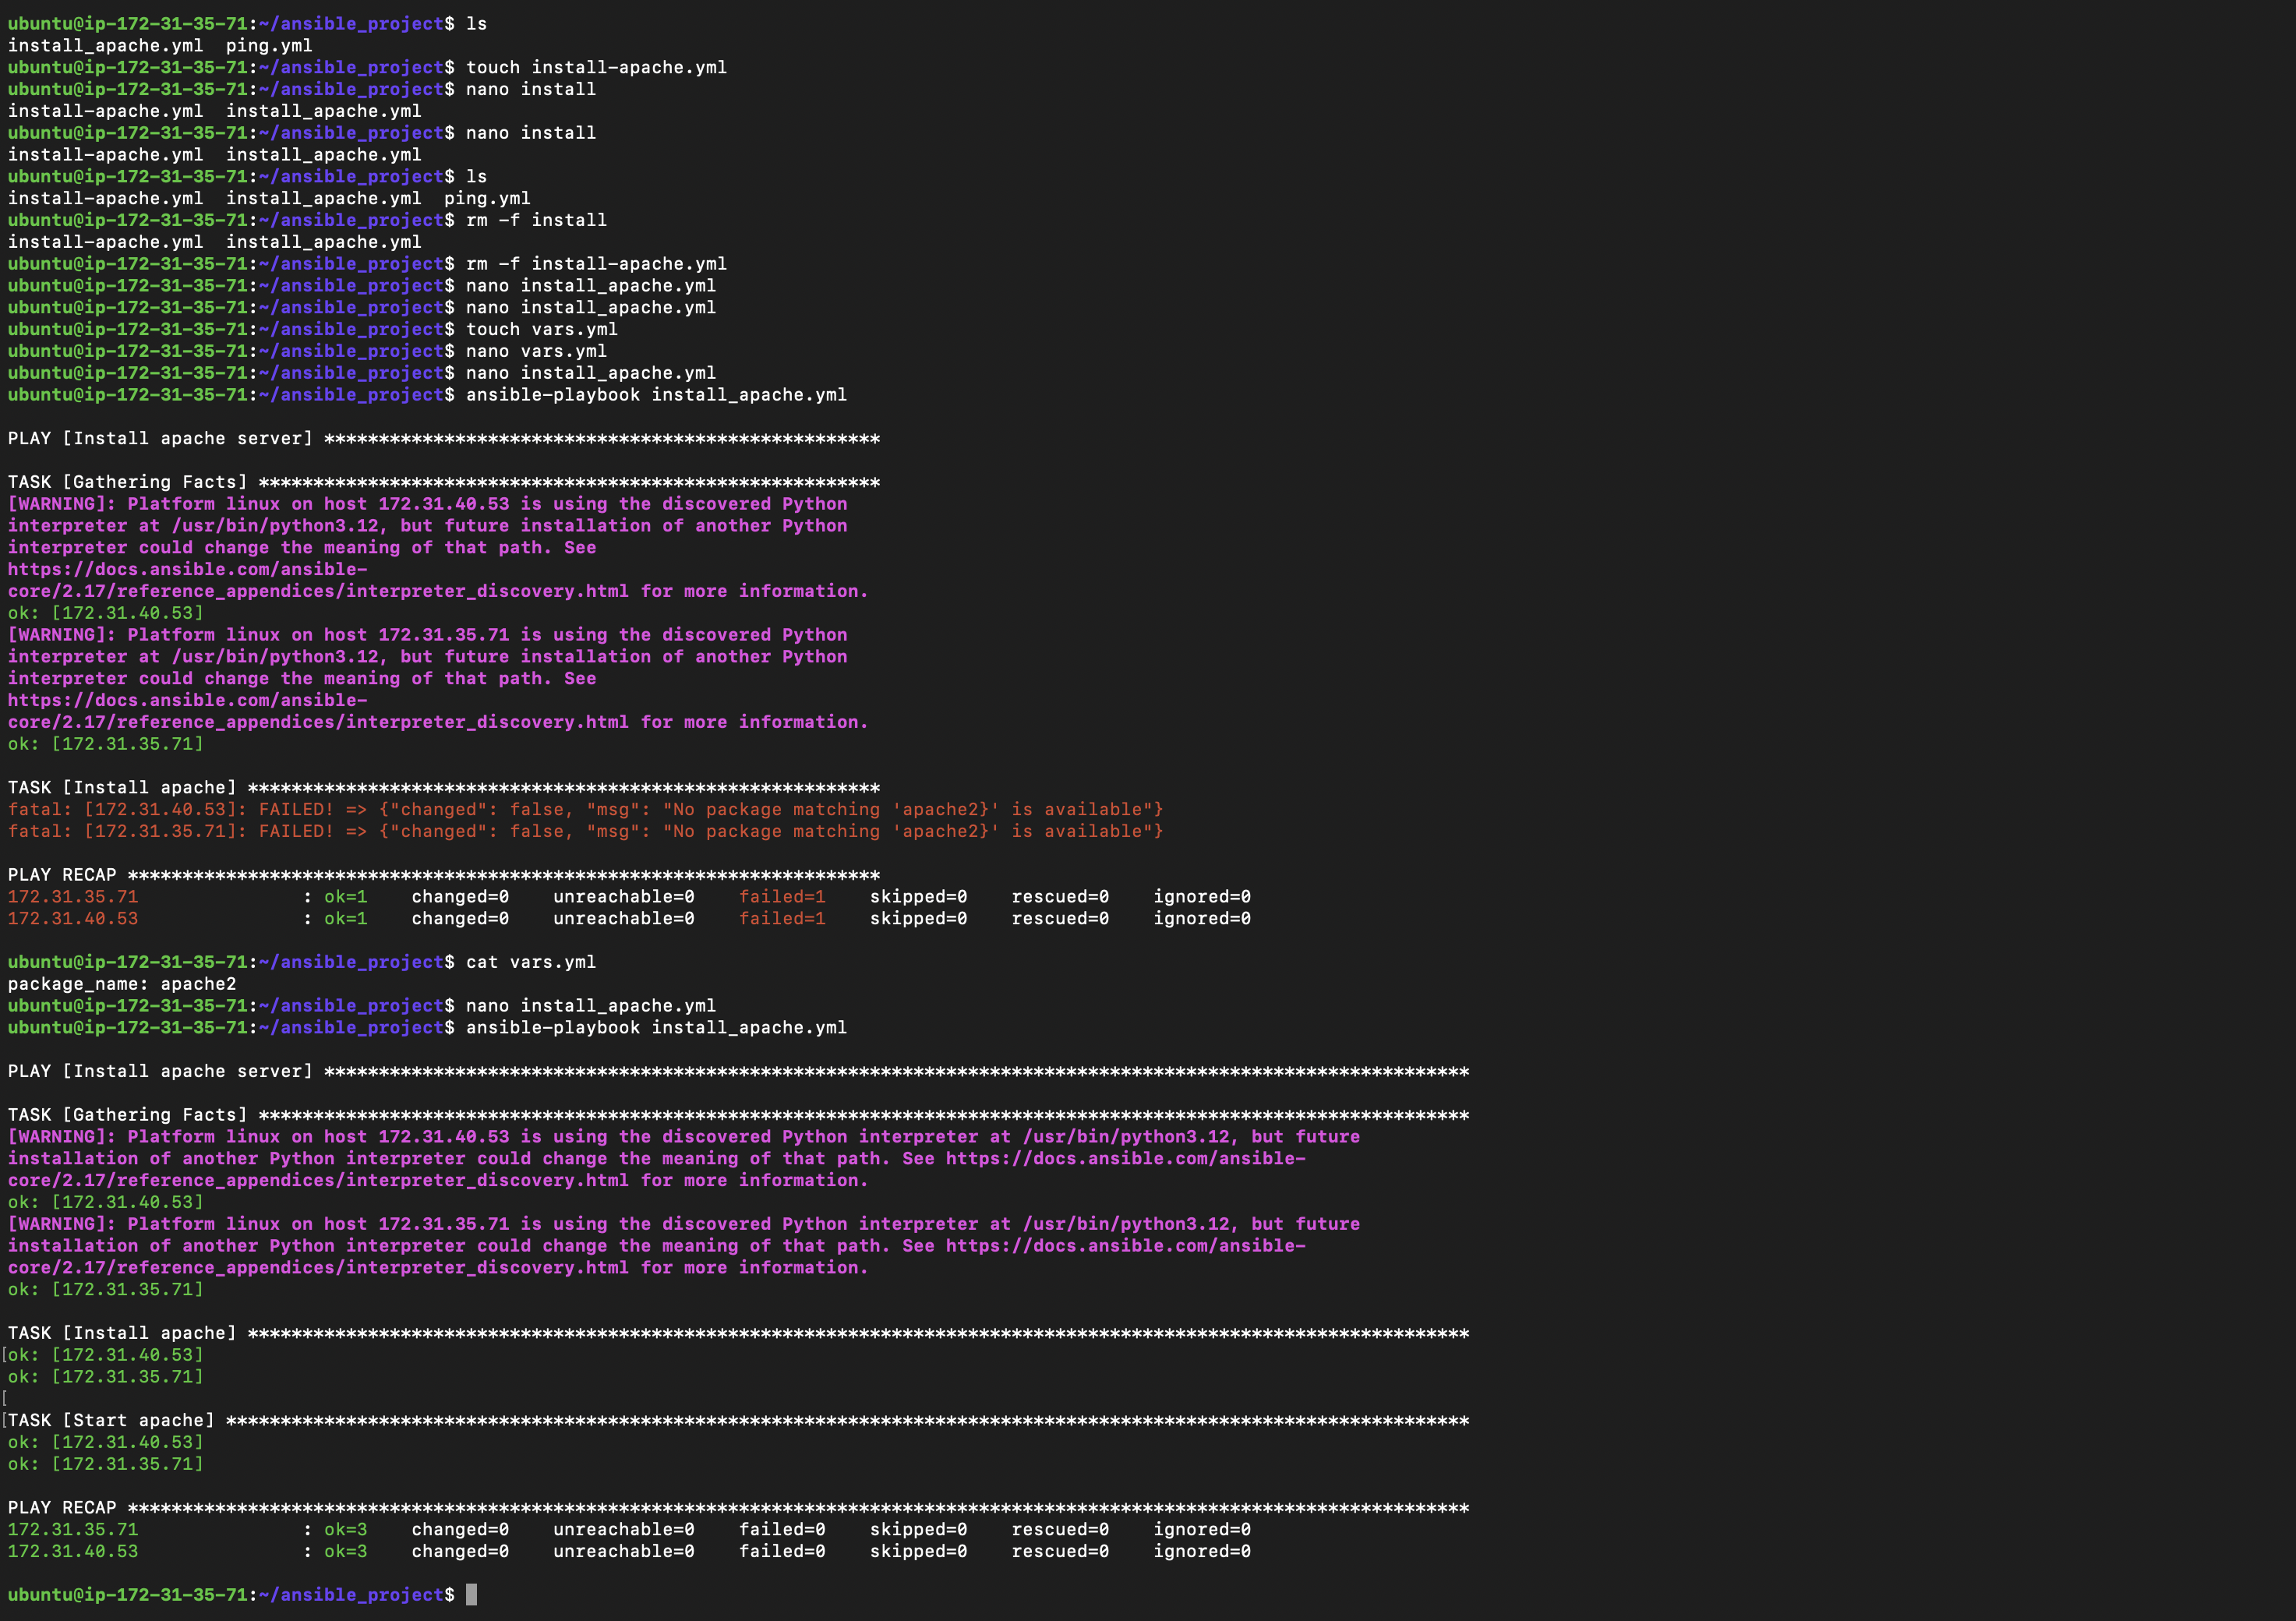 ubuntu@ip-172-31-35-71:~/ansible_project$ ls
install_apache.yml  ping.yml
ubuntu@ip-172-31-35-71:~/ansible_project$ touch install-apache.yml
ubuntu@ip-172-31-35-71:~/ansible_project$ nano install
install-apache.yml  install_apache.yml
ubuntu@ip-172-31-35-71:~/ansible_project$ nano install
install-apache.yml  install_apache.yml
ubuntu@ip-172-31-35-71:~/ansible_project$ ls
install-apache.yml  install_apache.yml  ping.yml
ubuntu@ip-172-31-35-71:~/ansible_project$ rm -f install
install-apache.yml  install_apache.yml
ubuntu@ip-172-31-35-71:~/ansible_project$ rm -f install-apache.yml
ubuntu@ip-172-31-35-71:~/ansible_project$ nano install_apache.yml
ubuntu@ip-172-31-35-71:~/ansible_project$ nano install_apache.yml
ubuntu@ip-172-31-35-71:~/ansible_project$ touch vars.yml
ubuntu@ip-172-31-35-71:~/ansible_project$ nano vars.yml
ubuntu@ip-172-31-35-71:~/ansible_project$ nano install_apache.yml
ubuntu@ip-172-31-35-71:~/ansible_project$ ansible-playbook install_apache.yml
PLAY [Install apache server] ***************************************************
TASK [Gathering Facts] *********************************************************
[WARNING]: Platform linux on host 172.31.40.53 is using the discovered Python
interpreter at /usr/bin/python3.12, but future installation of another Python
interpreter could change the meaning of that path. See
https://docs.ansible.com/ansible-
core/2.17/reference_appendices/interpreter_discovery.html for more information.
ok: [172.31.40.53]
[WARNING]: Platform linux on host 172.31.35.71 is using the discovered Python
interpreter at /usr/bin/python3.12, but future installation of another Python
interpreter could change the meaning of that path. See
https://docs.ansible.com/ansible-
core/2.17/reference_appendices/interpreter_discovery.html for more information.
ok: [172.31.35.71]
TASK [Install apache] **********************************************************
fatal: [172.31.40.53]: FAILED! => {"changed": false, "msg": "No package matching 'apache2}' is available"}
fatal: [172.31.35.71]: FAILED! => {"changed": false, "msg": "No package matching 'apache2}' is available"}
PLAY RECAP *********************************************************************
172.31.35.71               : ok=1    changed=0    unreachable=0    failed=1    skipped=0    rescued=0    ignored=0
172.31.40.53               : ok=1    changed=0    unreachable=0    failed=1    skipped=0    rescued=0    ignored=0
ubuntu@ip-172-31-35-71:~/ansible_project$ cat vars.yml
package_name: apache2
ubuntu@ip-172-31-35-71:~/ansible_project$ nano install_apache.yml
ubuntu@ip-172-31-35-71:~/ansible_project$ ansible-playbook install_apache.yml
PLAY [Install apache server] *********************************************************************************************************
TASK [Gathering Facts] ***************************************************************************************************************
[WARNING]: Platform linux on host 172.31.40.53 is using the discovered Python interpreter at /usr/bin/python3.12, but future
installation of another Python interpreter could change the meaning of that path. See https://docs.ansible.com/ansible-
core/2.17/reference_appendices/interpreter_discovery.html for more information.
ok: [172.31.40.53]
[WARNING]: Platform linux on host 172.31.35.71 is using the discovered Python interpreter at /usr/bin/python3.12, but future
installation of another Python interpreter could change the meaning of that path. See https://docs.ansible.com/ansible-
core/2.17/reference_appendices/interpreter_discovery.html for more information.
ok: [172.31.35.71]
TASK [Install apache] ****************************************************************************************************************
[ok: [172.31.40.53]
ok: [172.31.35.71]
[
[TASK [Start apache] ******************************************************************************************************************
ok: [172.31.40.53]
ok: [172.31.35.71]
PLAY RECAP ***************************************************************************************************************************
172.31.35.71               : ok=3    changed=0    unreachable=0    failed=0    skipped=0    rescued=0    ignored=0
172.31.40.53               : ok=3    changed=0    unreachable=0    failed=0    skipped=0    rescued=0    ignored=0
ubuntu@ip-172-31-35-71:~/ansible_project$